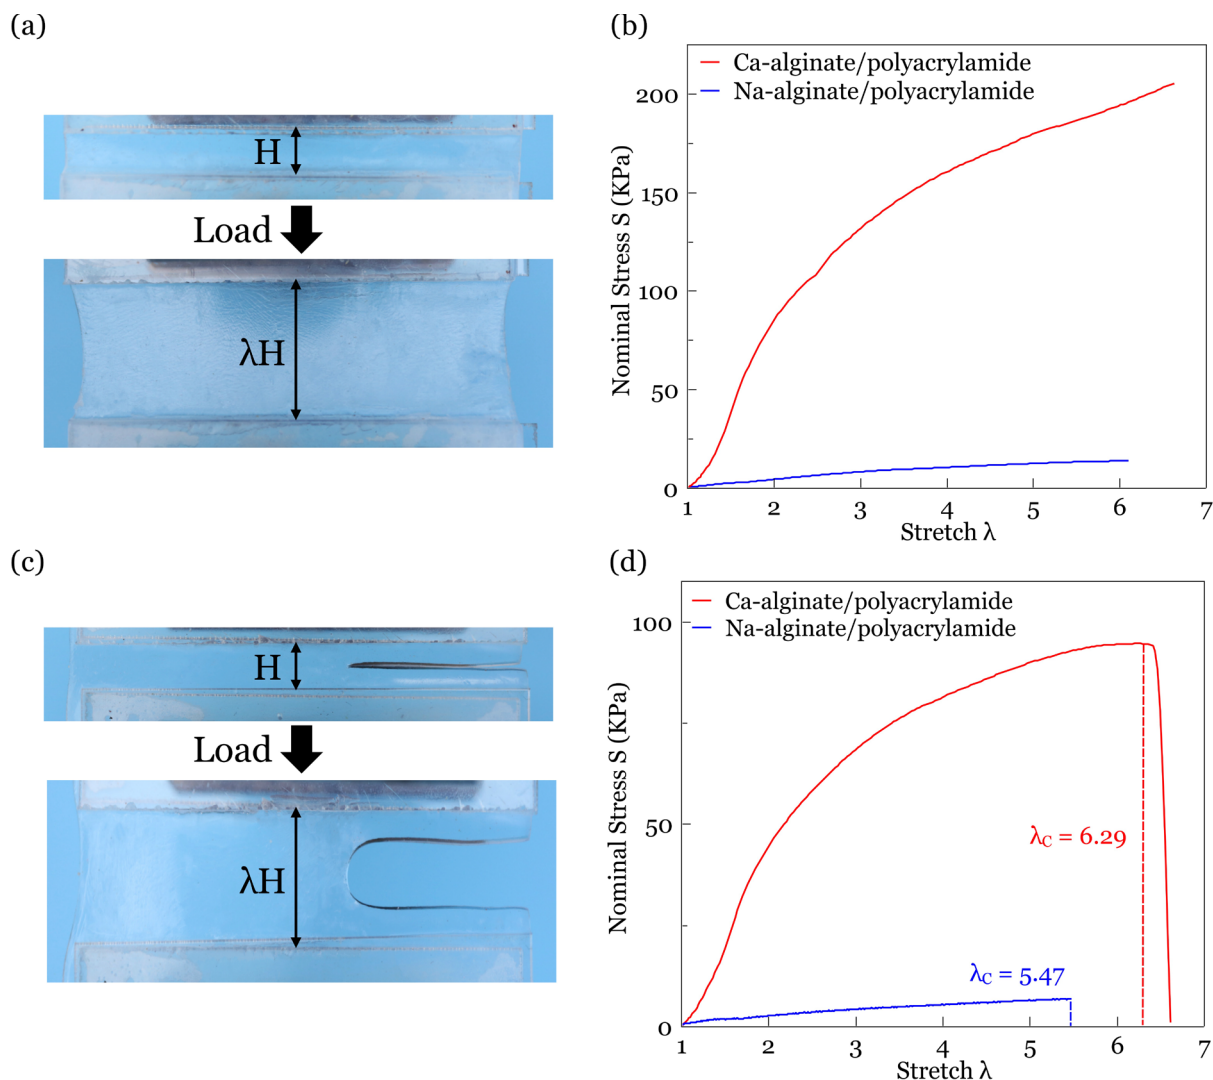 (a)
H
Load
λH
(b)
Ca-alginate/polyacrylamide
Na-alginate/polyacrylamide
Nominal Stress S (KPa)
200
150
100
50
0
1 2 3 4 5 6 7
Stretch λ
(c)
H
Load
λH
(d)
Ca-alginate/polyacrylamide
Na-alginate/polyacrylamide
Nominal Stress S (KPa)
100
50
0
λC = 6.29
λC = 5.47
1 2 3 4 5 6 7
Stretch λ